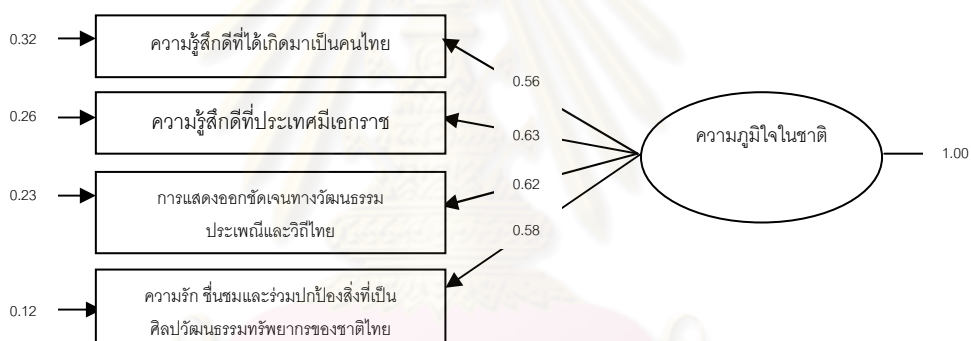 0.32
ความรู้สึกดีที่ได้เกิดมาเป็นคนไทย
0.56
0.26
ความรู้สึกดีที่ประเทศมีเอกราช
0.63
ความภูมิใจในชาติ
1.00
0.23
การแสดงออกชัดเจนทางวัฒนธรรม
ประเพณีและวิถีไทย
0.62
0.58
0.12
ความรัก ชื่นชมและร่วมปกป้องสิ่งที่เป็น
ศิลปวัฒนธรรมทรัพยากรของชาติไทย